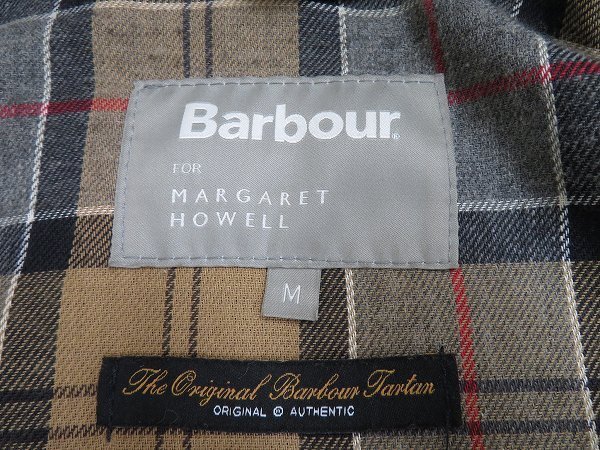 Barbour®
FOR
MARGARET
HOWELL
M
The Original Barbour Tartan
ORIGINAL ® AUTHENTIC